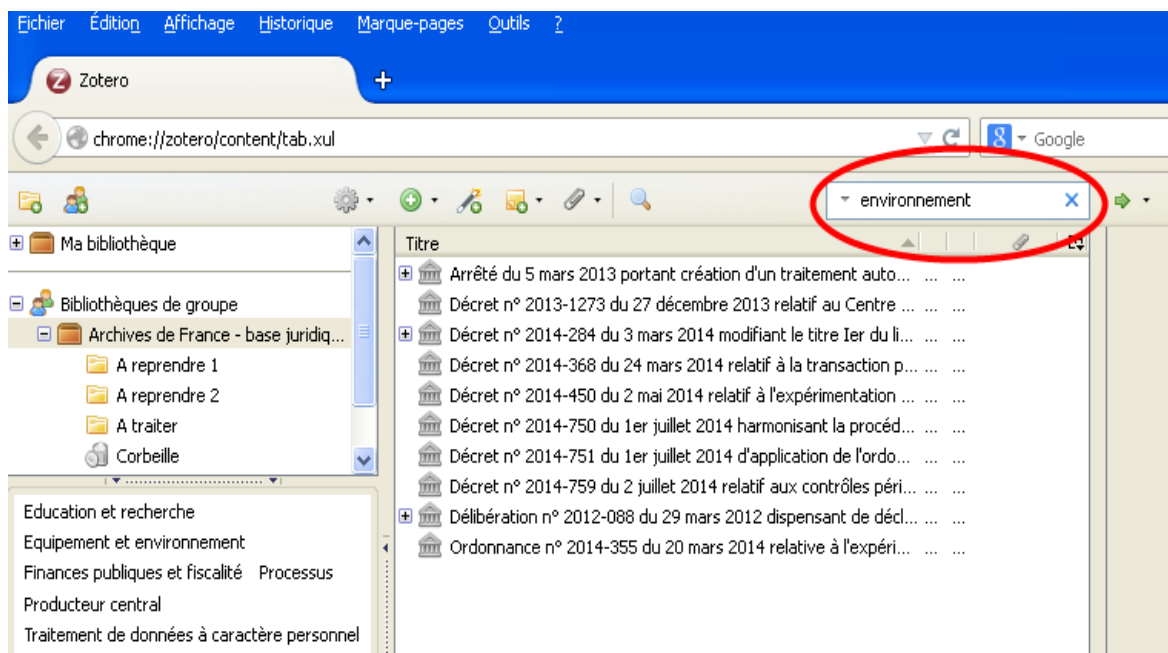 Fichier Édition Affichage Historique Marque-pages Outils ?
Zotero +
chrome://zotero/content/tab.xul
8 Google
environnement
Ma bibliothèque
Bibliothèques de groupe
Archives de France - base juridiq...
A reprendre 1
A reprendre 2
A traiter
Corbeille
Education et recherche
Equipement et environnement
Finances publiques et fiscalité Processus
Producteur central
Traitement de données à caractère personnel
Titre
Arrêté du 5 mars 2013 portant création d'un traitement auto... ... ...
Décret n° 2013-1273 du 27 décembre 2013 relatif au Centre ... ... ...
Décret n° 2014-284 du 3 mars 2014 modifiant le titre Ier du li... ... ...
Décret n° 2014-368 du 24 mars 2014 relatif à la transaction p... ... ...
Décret n° 2014-450 du 2 mai 2014 relatif à l'expérimentation ... ... ...
Décret n° 2014-750 du 1er juillet 2014 harmonisant la procéd... ... ...
Décret n° 2014-751 du 1er juillet 2014 d'application de l'ordo... ... ...
Décret n° 2014-759 du 2 juillet 2014 relatif aux contrôles péri... ... ...
Délibération n° 2012-088 du 29 mars 2012 dispensant de décl... ... ...
Ordonnance n° 2014-355 du 20 mars 2014 relative à l'expéri... ... ...